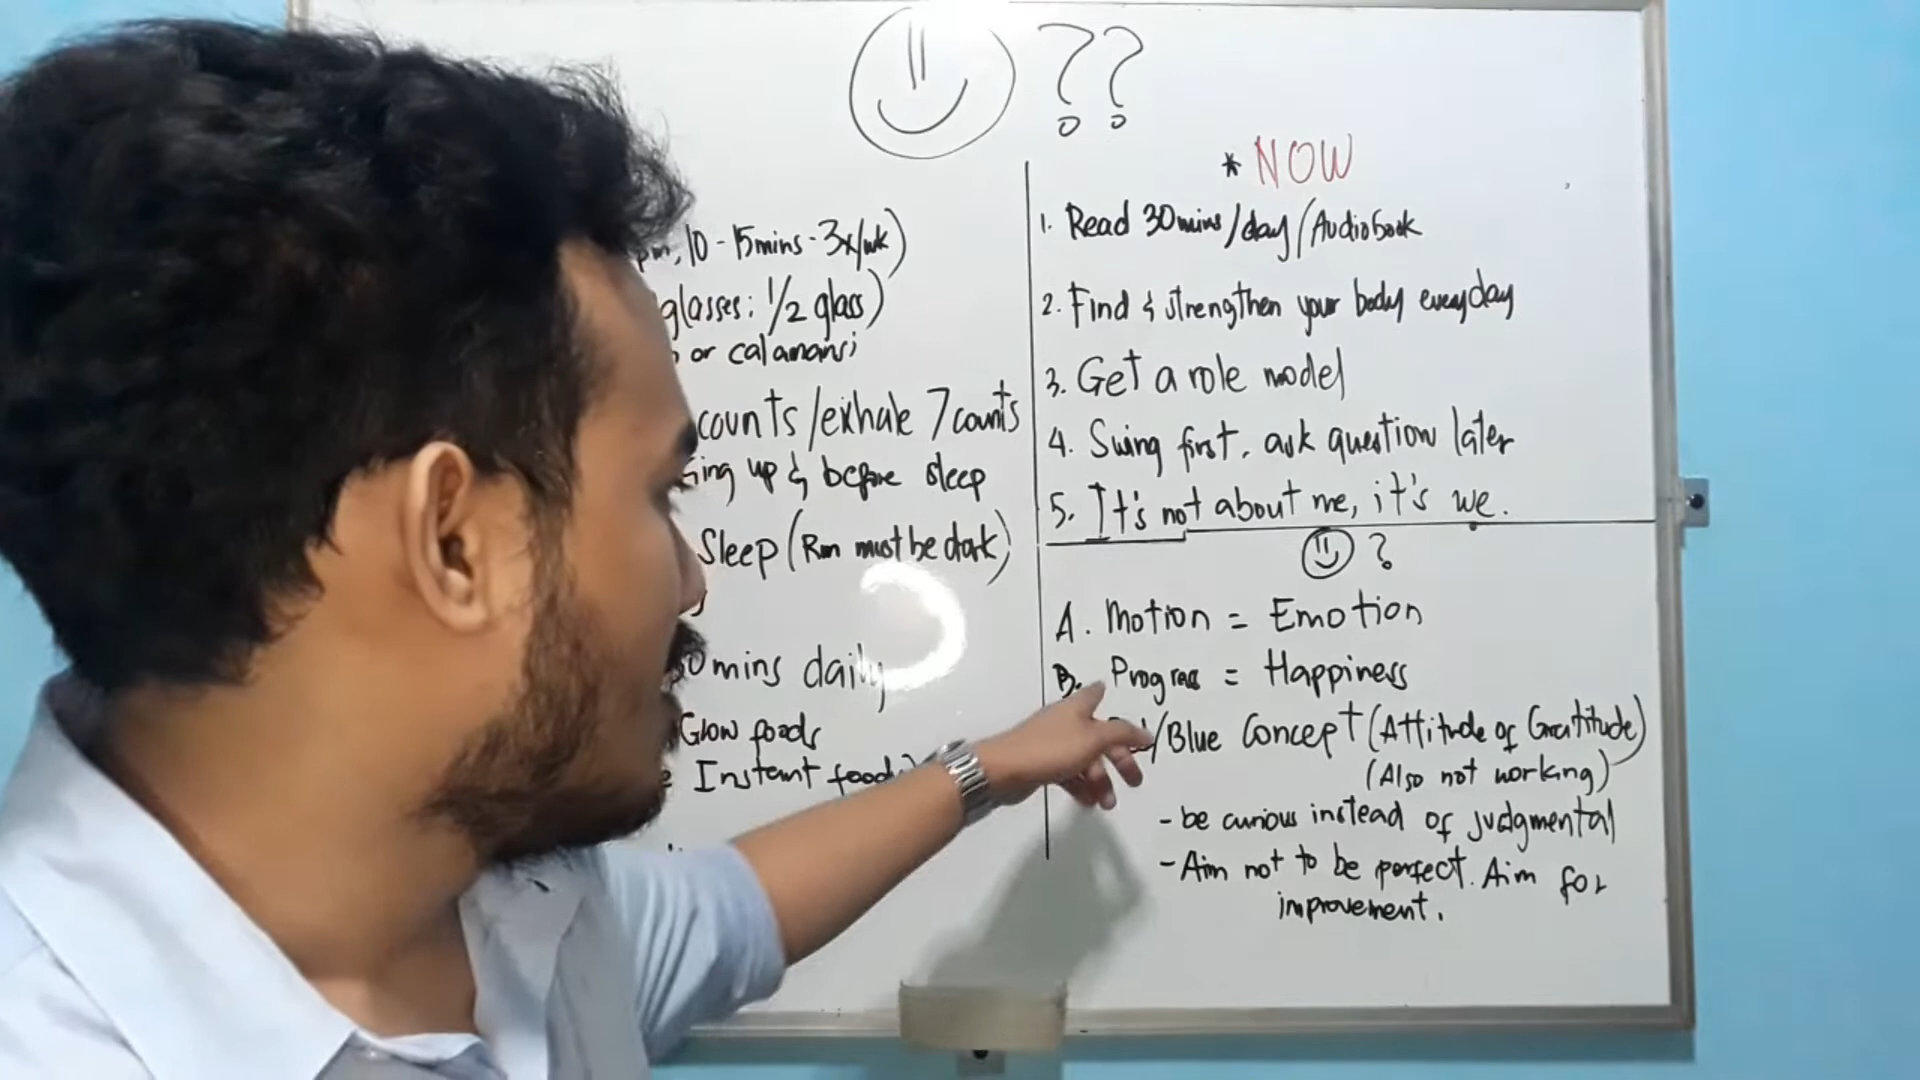 ??
10-15mins-3x/wk)
glasses: 1/2 glass)
or calamansi
counts/exhale 7 counts
up & before sleep
Sleep (Rm must be dark)
mins daily
Glow foods
Instant foods)
* NOW
1. Read 30mins/day/Audiobook
2. Find & strengthen your body everyday
3. Get a role model
4. Swing first, ask question later
5. It's not about me, it's we.
?
A. Motion = Emotion
B. Progress = Happiness
/Blue Concept (Attitude of Gratitude)
(Also not working)
- be curious instead of judgmental
- Aim not to be perfect. Aim for
improvement.